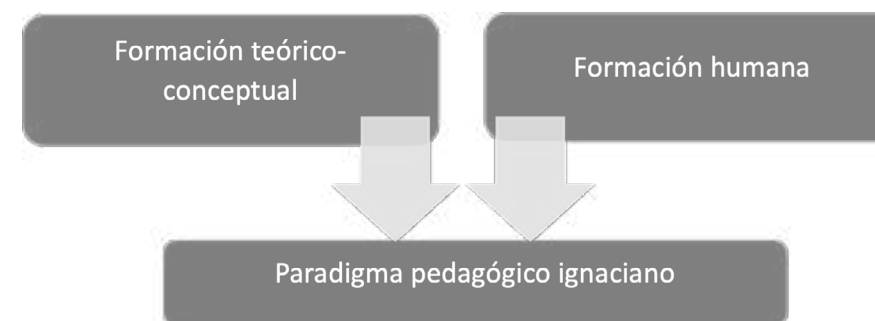 Formación teórico-
conceptual
Formación humana
Paradigma pedagógico ignaciano